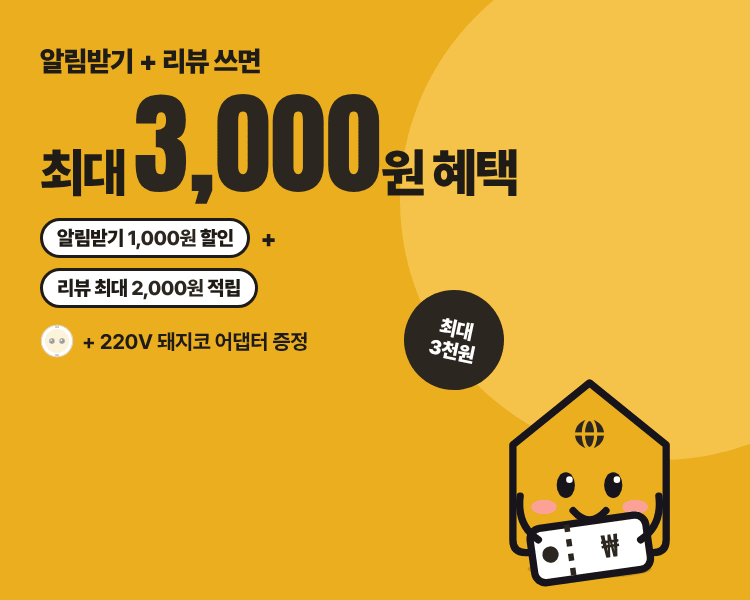 알림받기 + 리뷰 쓰면
최대 3,000원 혜택
알림받기 1,000원 할인 +
리뷰 최대 2,000원 적립
+ 220V 돼지코 어댑터 증정
최대
3천원
₩